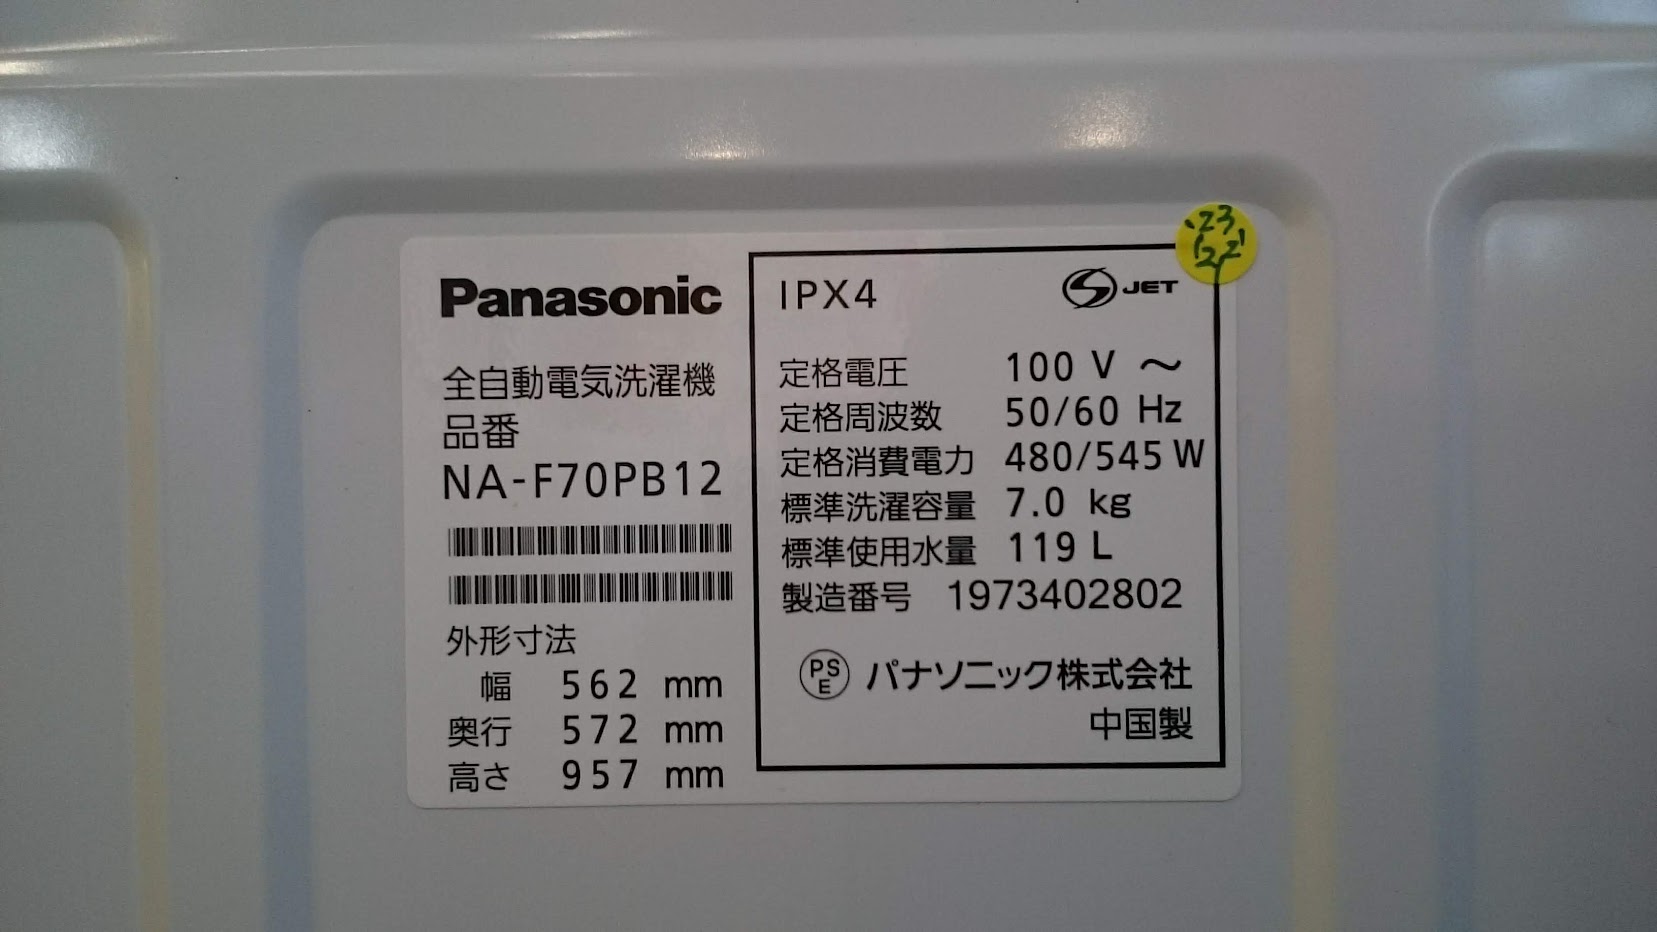 Panasonic
全自動電気洗濯機
品番
NA-F70PB12
外形寸法
幅 562 mm
奥行 572 mm
高さ 957 mm
IPX4
JET
定格電圧 100 V ～
定格周波数 50/60 Hz
定格消費電力 480/545 W
標準洗濯容量 7.0 kg
標準使用水量 119 L
製造番号 1973402802
PS
E
パナソニック株式会社
中国製
'23